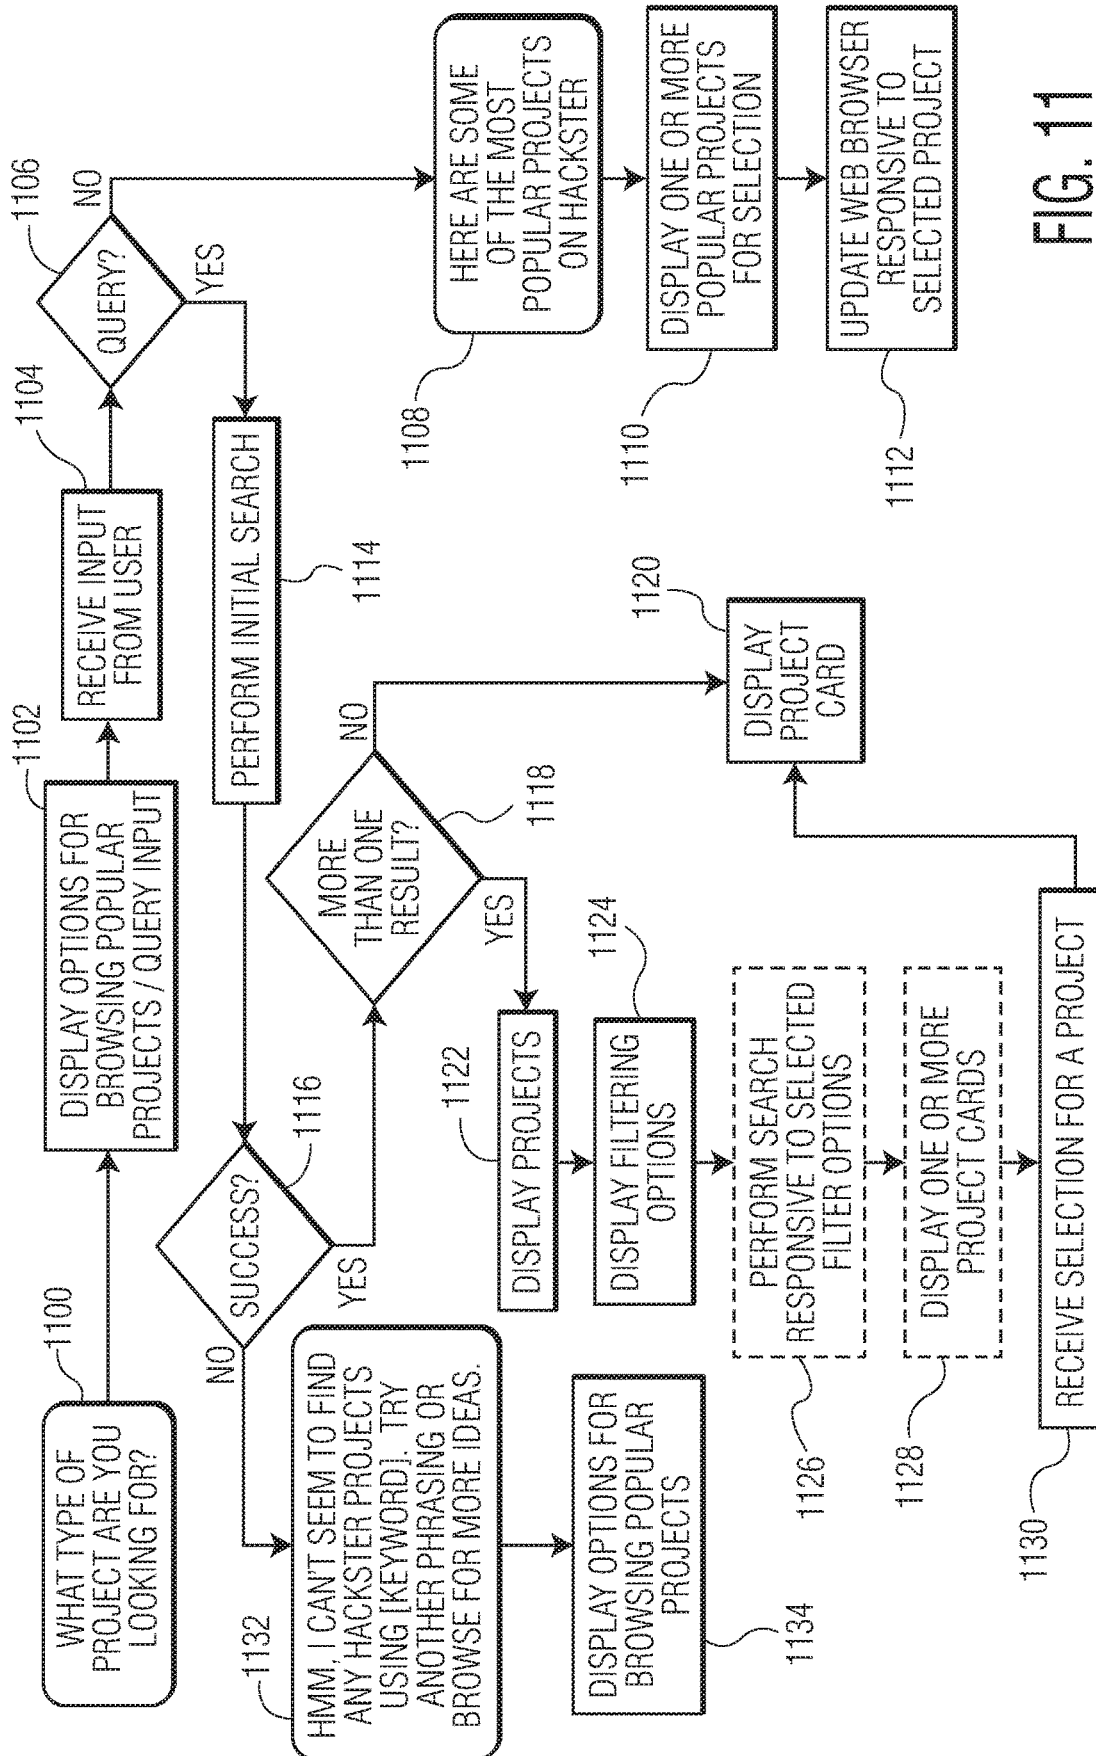 1100
WHAT TYPE OF
PROJECT ARE YOU
LOOKING FOR?
1102
DISPLAY OPTIONS FOR
BROWSING POPULAR
PROJECTS / QUERY INPUT
1104
RECEIVE INPUT
FROM USER
1106
QUERY?
NO
YES
HERE ARE SOME
OF THE MOST
POPULAR PROJECTS
ON HACKSTER
1108
DISPLAY ONE OR MORE
POPULAR PROJECTS
FOR SELECTION
1110
UPDATE WEB BROWSER
RESPONSIVE TO
SELECTED PROJECT
1112
PERFORM INITIAL SEARCH
1114
SUCCESS?
1116
NO
YES
MORE
THAN ONE
RESULT?
1118
NO
YES
1120
DISPLAY
PROJECT
CARD
1122
DISPLAY PROJECTS
1124
DISPLAY FILTERING
OPTIONS
PERFORM SEARCH
RESPONSIVE TO SELECTED
FILTER OPTIONS
1126
DISPLAY ONE OR MORE
PROJECT CARDS
1128
RECEIVE SELECTION FOR A PROJECT
1130
1132
HMM, I CAN'T SEEM TO FIND
ANY HACKSTER PROJECTS
USING [KEYWORD]. TRY
ANOTHER PHRASING OR
BROWSE FOR MORE IDEAS.
DISPLAY OPTIONS FOR
BROWSING POPULAR
PROJECTS
1134
FIG. 11